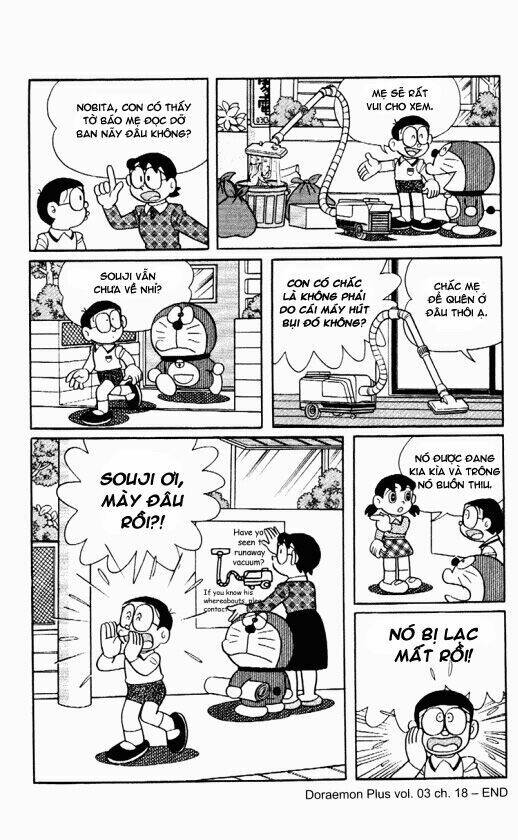 MẸ SẼ RẤT
VUI CHO XEM.
NOBITA, CON CÓ THẤY
TỜ BÁO MẸ ĐỌC DỞ
BAN NÃY ĐÂU KHÔNG?
CHẮC MẸ
ĐỂ QUÊN Ở
ĐÂU THÔI Ạ.
CON CÓ CHẮC
LÀ KHÔNG PHẢI
DO CÁI MÁY HÚT
BỤI ĐÓ KHÔNG?
SOUJI VẪN
CHƯA VỀ NHỈ?
NÓ ĐƯỢC ĐANG
KIA KÌA VÀ TRÔNG
NÓ BUỒN THIU.
NÓ BỊ LẠC
MẤT RỒI!
SOUJI ƠI,
MÀY ĐÂU
RỒI?!
Have yo
seen t
runaway
vacuum?
If you know his
whereabouts,
contact
Doraemon Plus vol. 03 ch. 18 – END